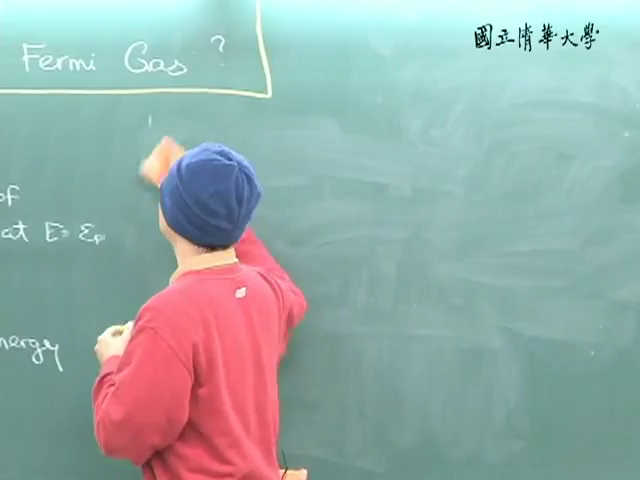 國立清華大學
Fermi Gas ?
of
at E = εF
nergy